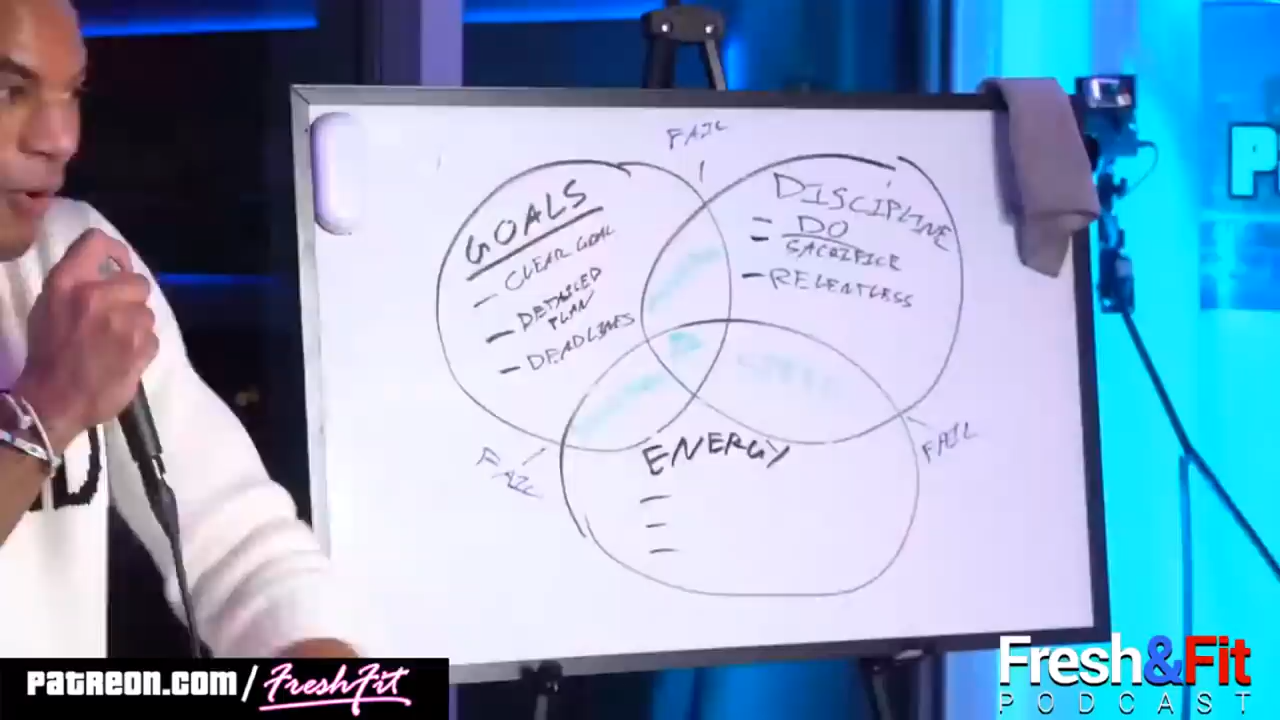 FAIL
GOALS
- CLEAR GOAL
- DETAILED
PLAN
- DEADLINES
DISCIPLINE
- DO
- SACRIFICE
- RELENTLESS
ENERGY
-
-
-
FAIL
FAIL
P
PATREON.COM/FRESHFIT
Fresh&Fit
PODCAST